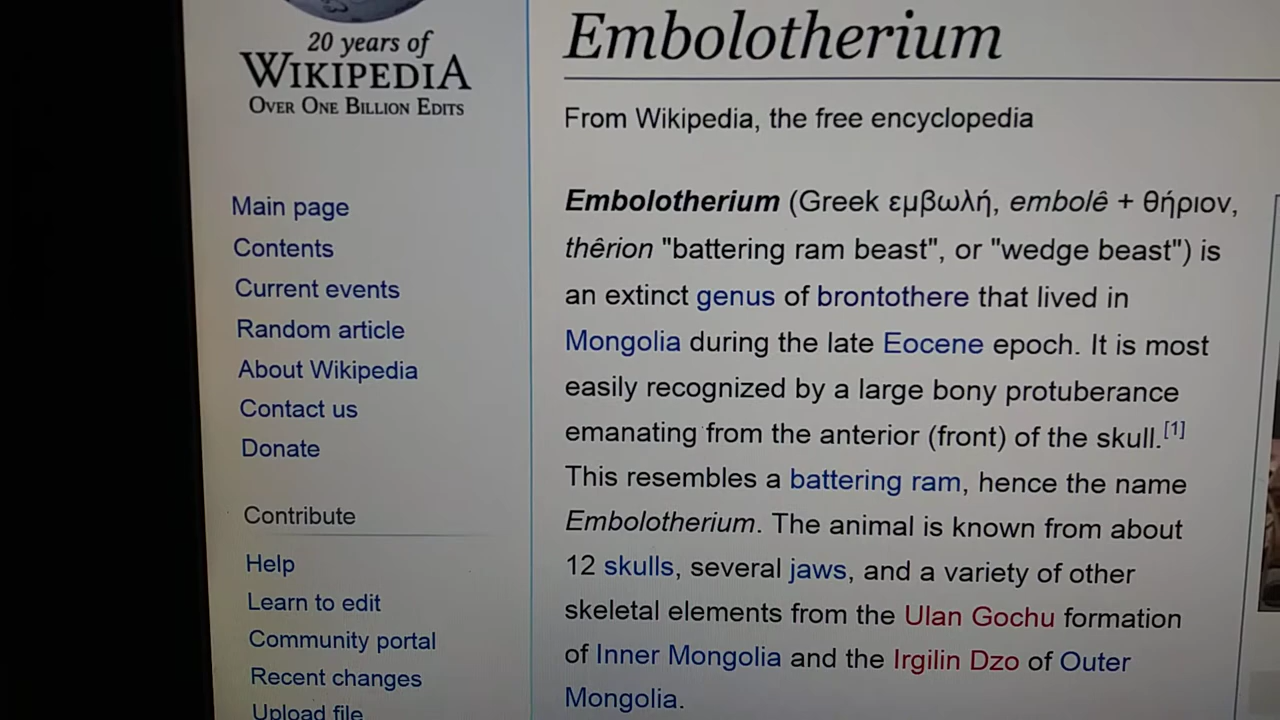 20 years of
WIKIPEDIA
OVER ONE BILLION EDITS
Main page
Contents
Current events
Random article
About Wikipedia
Contact us
Donate
Contribute
Help
Learn to edit
Community portal
Recent changes
Upload file
Embolotherium
From Wikipedia, the free encyclopedia
Embolotherium (Greek εμβωλή, embolê + θήριον,
thêrion "battering ram beast", or "wedge beast") is
an extinct genus of brontothere that lived in
Mongolia during the late Eocene epoch. It is most
easily recognized by a large bony protuberance
emanating from the anterior (front) of the skull.[1]
This resembles a battering ram, hence the name
Embolotherium. The animal is known from about
12 skulls, several jaws, and a variety of other
skeletal elements from the Ulan Gochu formation
of Inner Mongolia and the Irgilin Dzo of Outer
Mongolia.